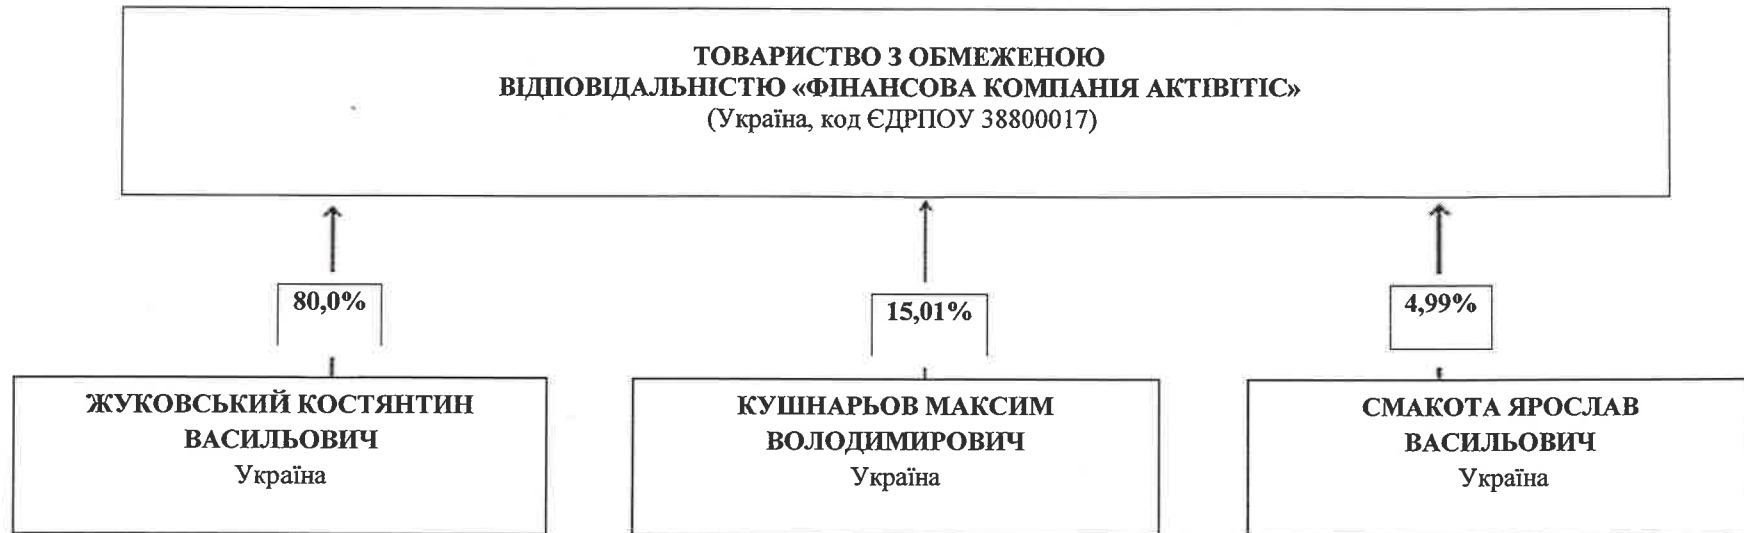 ТОВАРИСТВО З ОБМЕЖЕНОЮ
ВІДПОВІДАЛЬНІСТЮ «ФІНАНСОВА КОМПАНІЯ АКТІВІТІС»
(Україна, код ЄДРПОУ 38800017)
80,0%
15,01%
4,99%
ЖУКОВСЬКИЙ КОСТЯНТИН
ВАСИЛЬОВИЧ
Україна
КУШНАРЬОВ МАКСИМ
ВОЛОДИМИРОВИЧ
Україна
СМАКОТА ЯРОСЛАВ
ВАСИЛЬОВИЧ
Україна